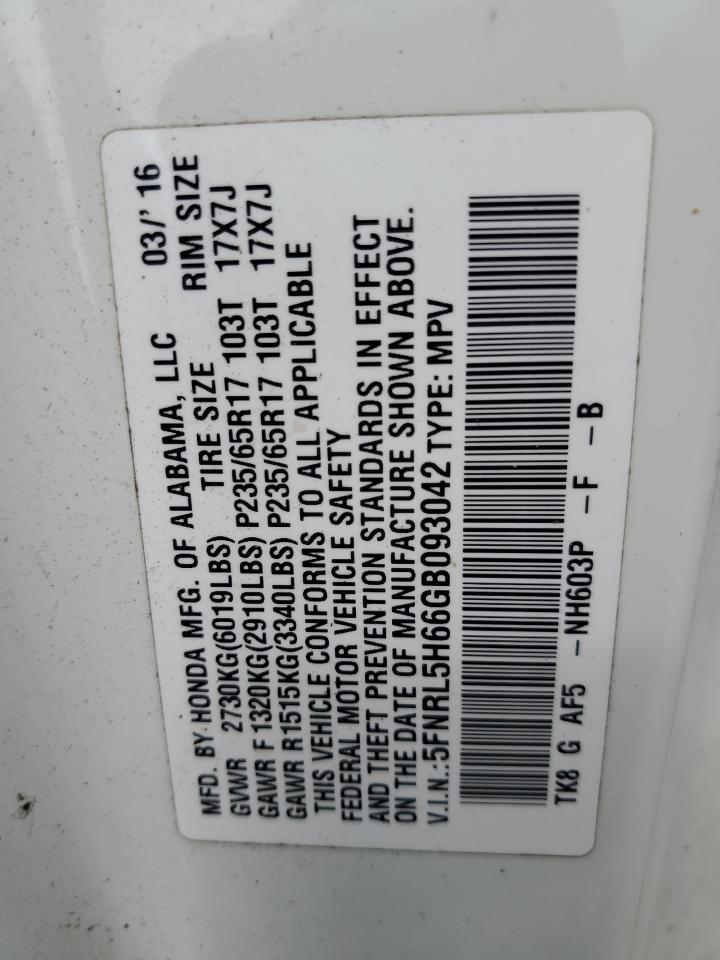 MFD. BY HONDA MFG. OF ALABAMA, LLC 03/' 16
GVWR 2730KG(6019LBS) TIRE SIZE RIM SIZE
GAWR F 1320KG(2910LBS) P235/65R17 103T 17X7J
GAWR R1515KG(3340LBS) P235/65R17 103T 17X7J
THIS VEHICLE CONFORMS TO ALL APPLICABLE
FEDERAL MOTOR VEHICLE SAFETY
AND THEFT PREVENTION STANDARDS IN EFFECT
ON THE DATE OF MANUFACTURE SHOWN ABOVE.
V.I.N.:5FNRL5H66GB093042 TYPE: MPV
TK8 G AF5 -NH603P -F -B